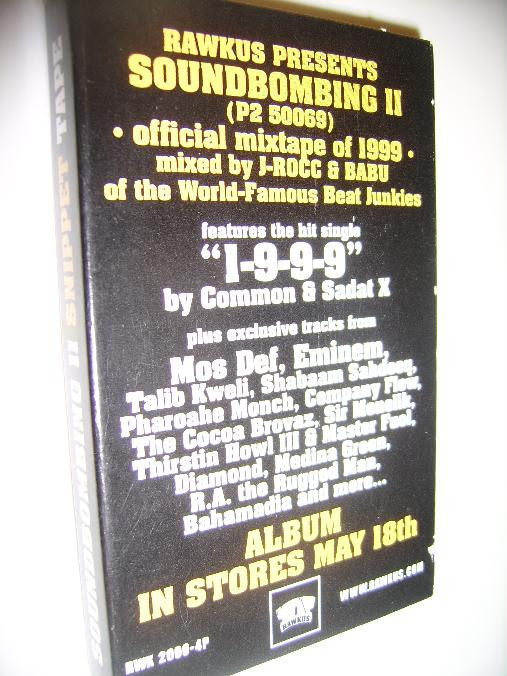 RAWKUS PRESENTS
SOUNDBOMBING II
(P2 50069)
• official mixtape of 1999 •
mixed by J-ROCC & BABU
of the World-Famous Beat Junkies
features the hit single
"1-9-9-9"
by Common & Sadat X
plus exclusive tracks from
Mos Def, Eminem,
Talib Kweli, Shabaam Sahdeeq,
Pharoahe Monch, Company Flow,
The Cocoa Brovaz, Sir Menelik,
Thirstin Howl III & Master Fuol,
Diamond, Medina Green,
R.A. the Rugged Man,
Bahamadia and more...
ALBUM
IN STORES MAY 18th
RAWKUS
WWW.RAWKUS.COM
SOUNDBOMBING II SNIPPET TAPE